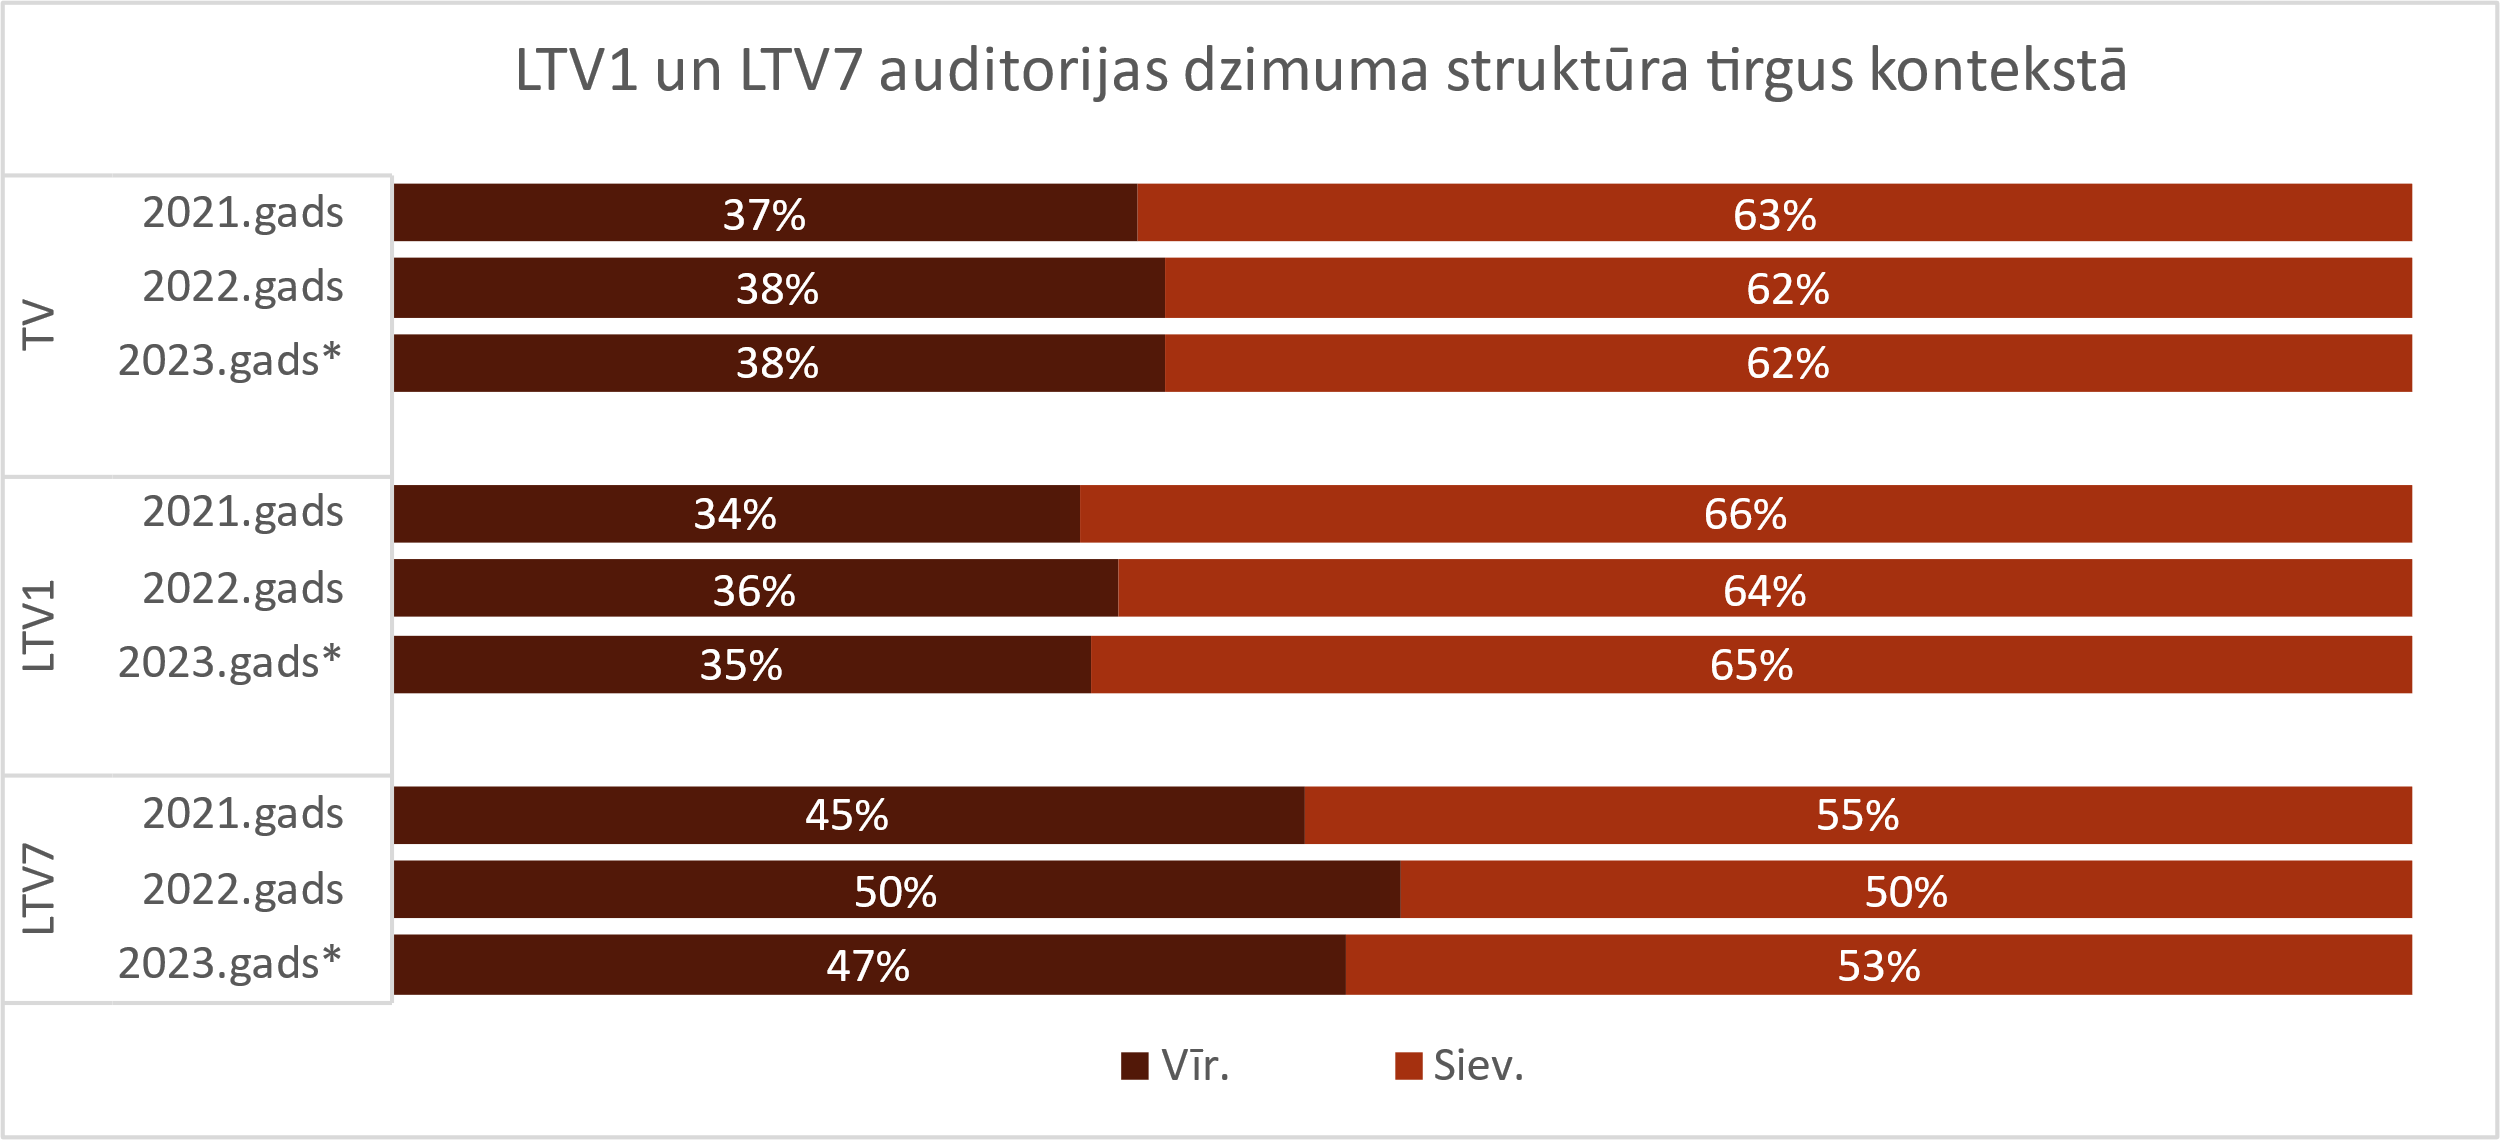 LTV1 un LTV7 auditorijas dzimuma struktūra tirgus kontekstā
TV
2021.gads 37% 63%
2022.gads 38% 62%
2023.gads* 38% 62%
LTV1
2021.gads 34% 66%
2022.gads 36% 64%
2023.gads* 35% 65%
LTV7
2021.gads 45% 55%
2022.gads 50% 50%
2023.gads* 47% 53%
Vīr. Siev.